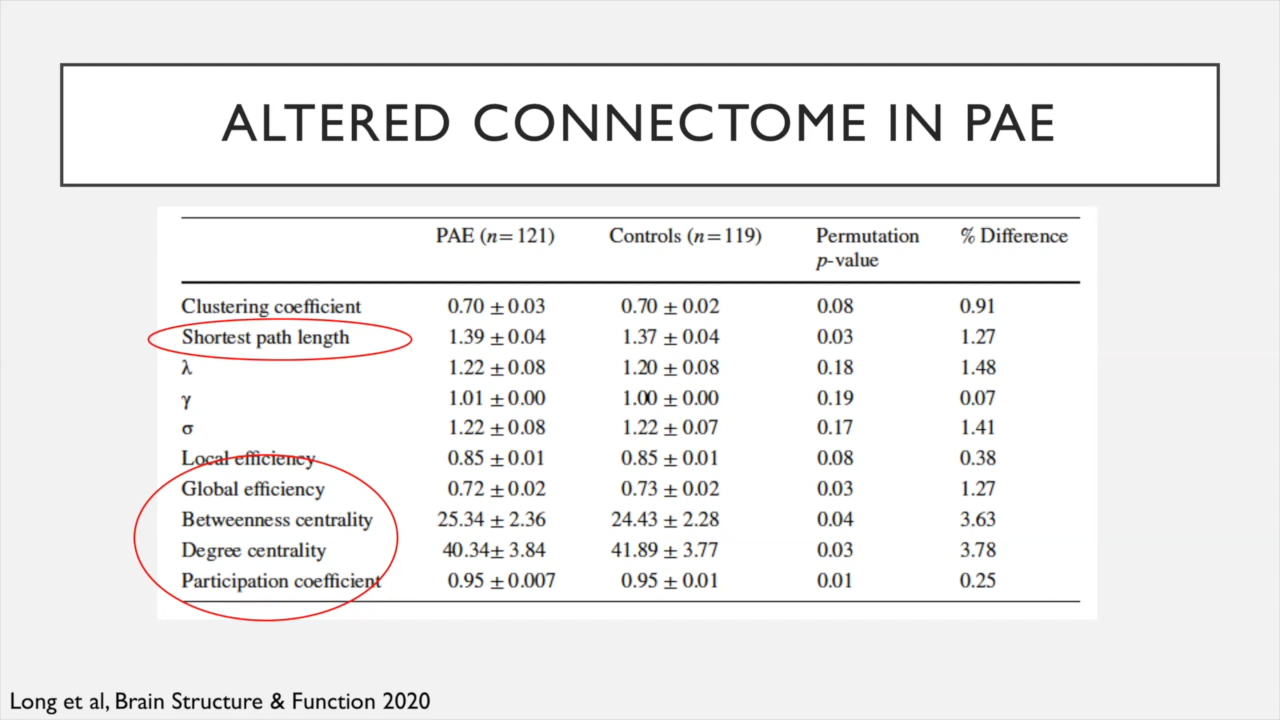 ALTERED CONNECTOME IN PAE
PAE (n=121) Controls (n=119) Permutation p-value % Difference
Clustering coefficient 0.70 ±0.03 0.70 ±0.02 0.08 0.91
Shortest path length 1.39 ±0.04 1.37 ±0.04 0.03 1.27
λ 1.22 ±0.08 1.20 ±0.08 0.18 1.48
γ 1.01 ±0.00 1.00 ±0.00 0.19 0.07
σ 1.22 ±0.08 1.22 ±0.07 0.17 1.41
Local efficiency 0.85 ±0.01 0.85 ±0.01 0.08 0.38
Global efficiency 0.72 ±0.02 0.73 ±0.02 0.03 1.27
Betweenness centrality 25.34 ±2.36 24.43 ±2.28 0.04 3.63
Degree centrality 40.34± 3.84 41.89 ±3.77 0.03 3.78
Participation coefficient 0.95 ±0.007 0.95 ±0.01 0.01 0.25
Long et al, Brain Structure & Function 2020